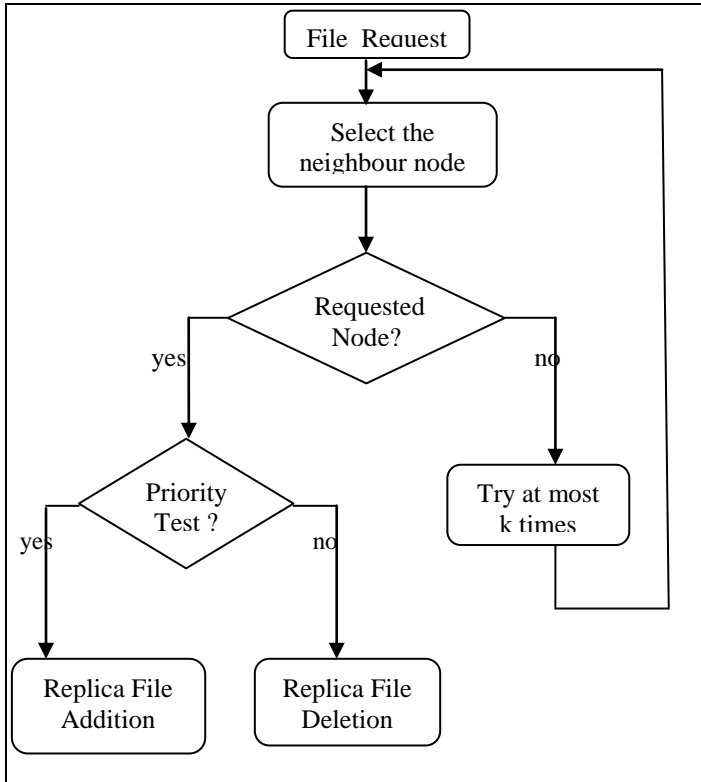 File Request
Select the
neighbour node
Requested
Node?
yes
no
Priority
Test ?
Try at most
k times
yes
no
Replica File
Addition
Replica File
Deletion